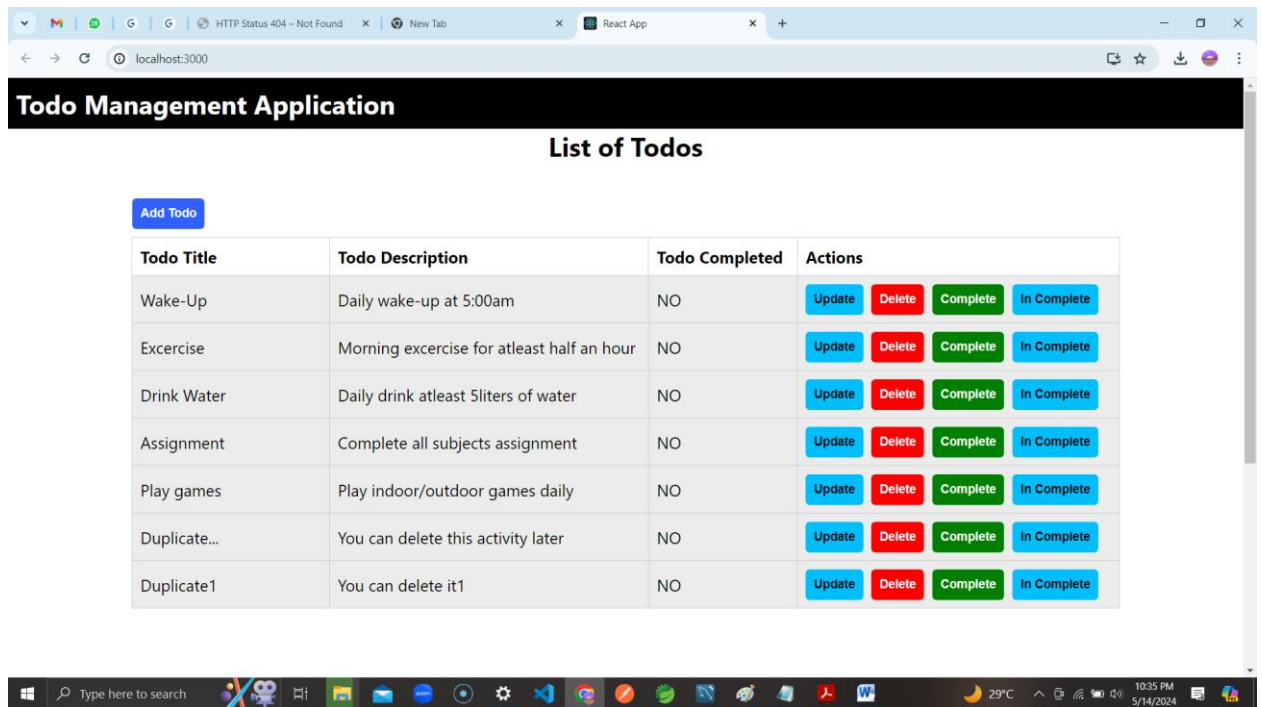 HTTP Status 404 – Not Found New Tab React App
localhost:3000
Todo Management Application
List of Todos
Add Todo
Todo Title Todo Description Todo Completed Actions
Wake-Up Daily wake-up at 5:00am NO Update Delete Complete In Complete
Excercise Morning excercise for atleast half an hour NO Update Delete Complete In Complete
Drink Water Daily drink atleast 5liters of water NO Update Delete Complete In Complete
Assignment Complete all subjects assignment NO Update Delete Complete In Complete
Play games Play indoor/outdoor games daily NO Update Delete Complete In Complete
Duplicate... You can delete this activity later NO Update Delete Complete In Complete
Duplicate1 You can delete it1 NO Update Delete Complete In Complete
Type here to search 29°C 10:35 PM
5/14/2024